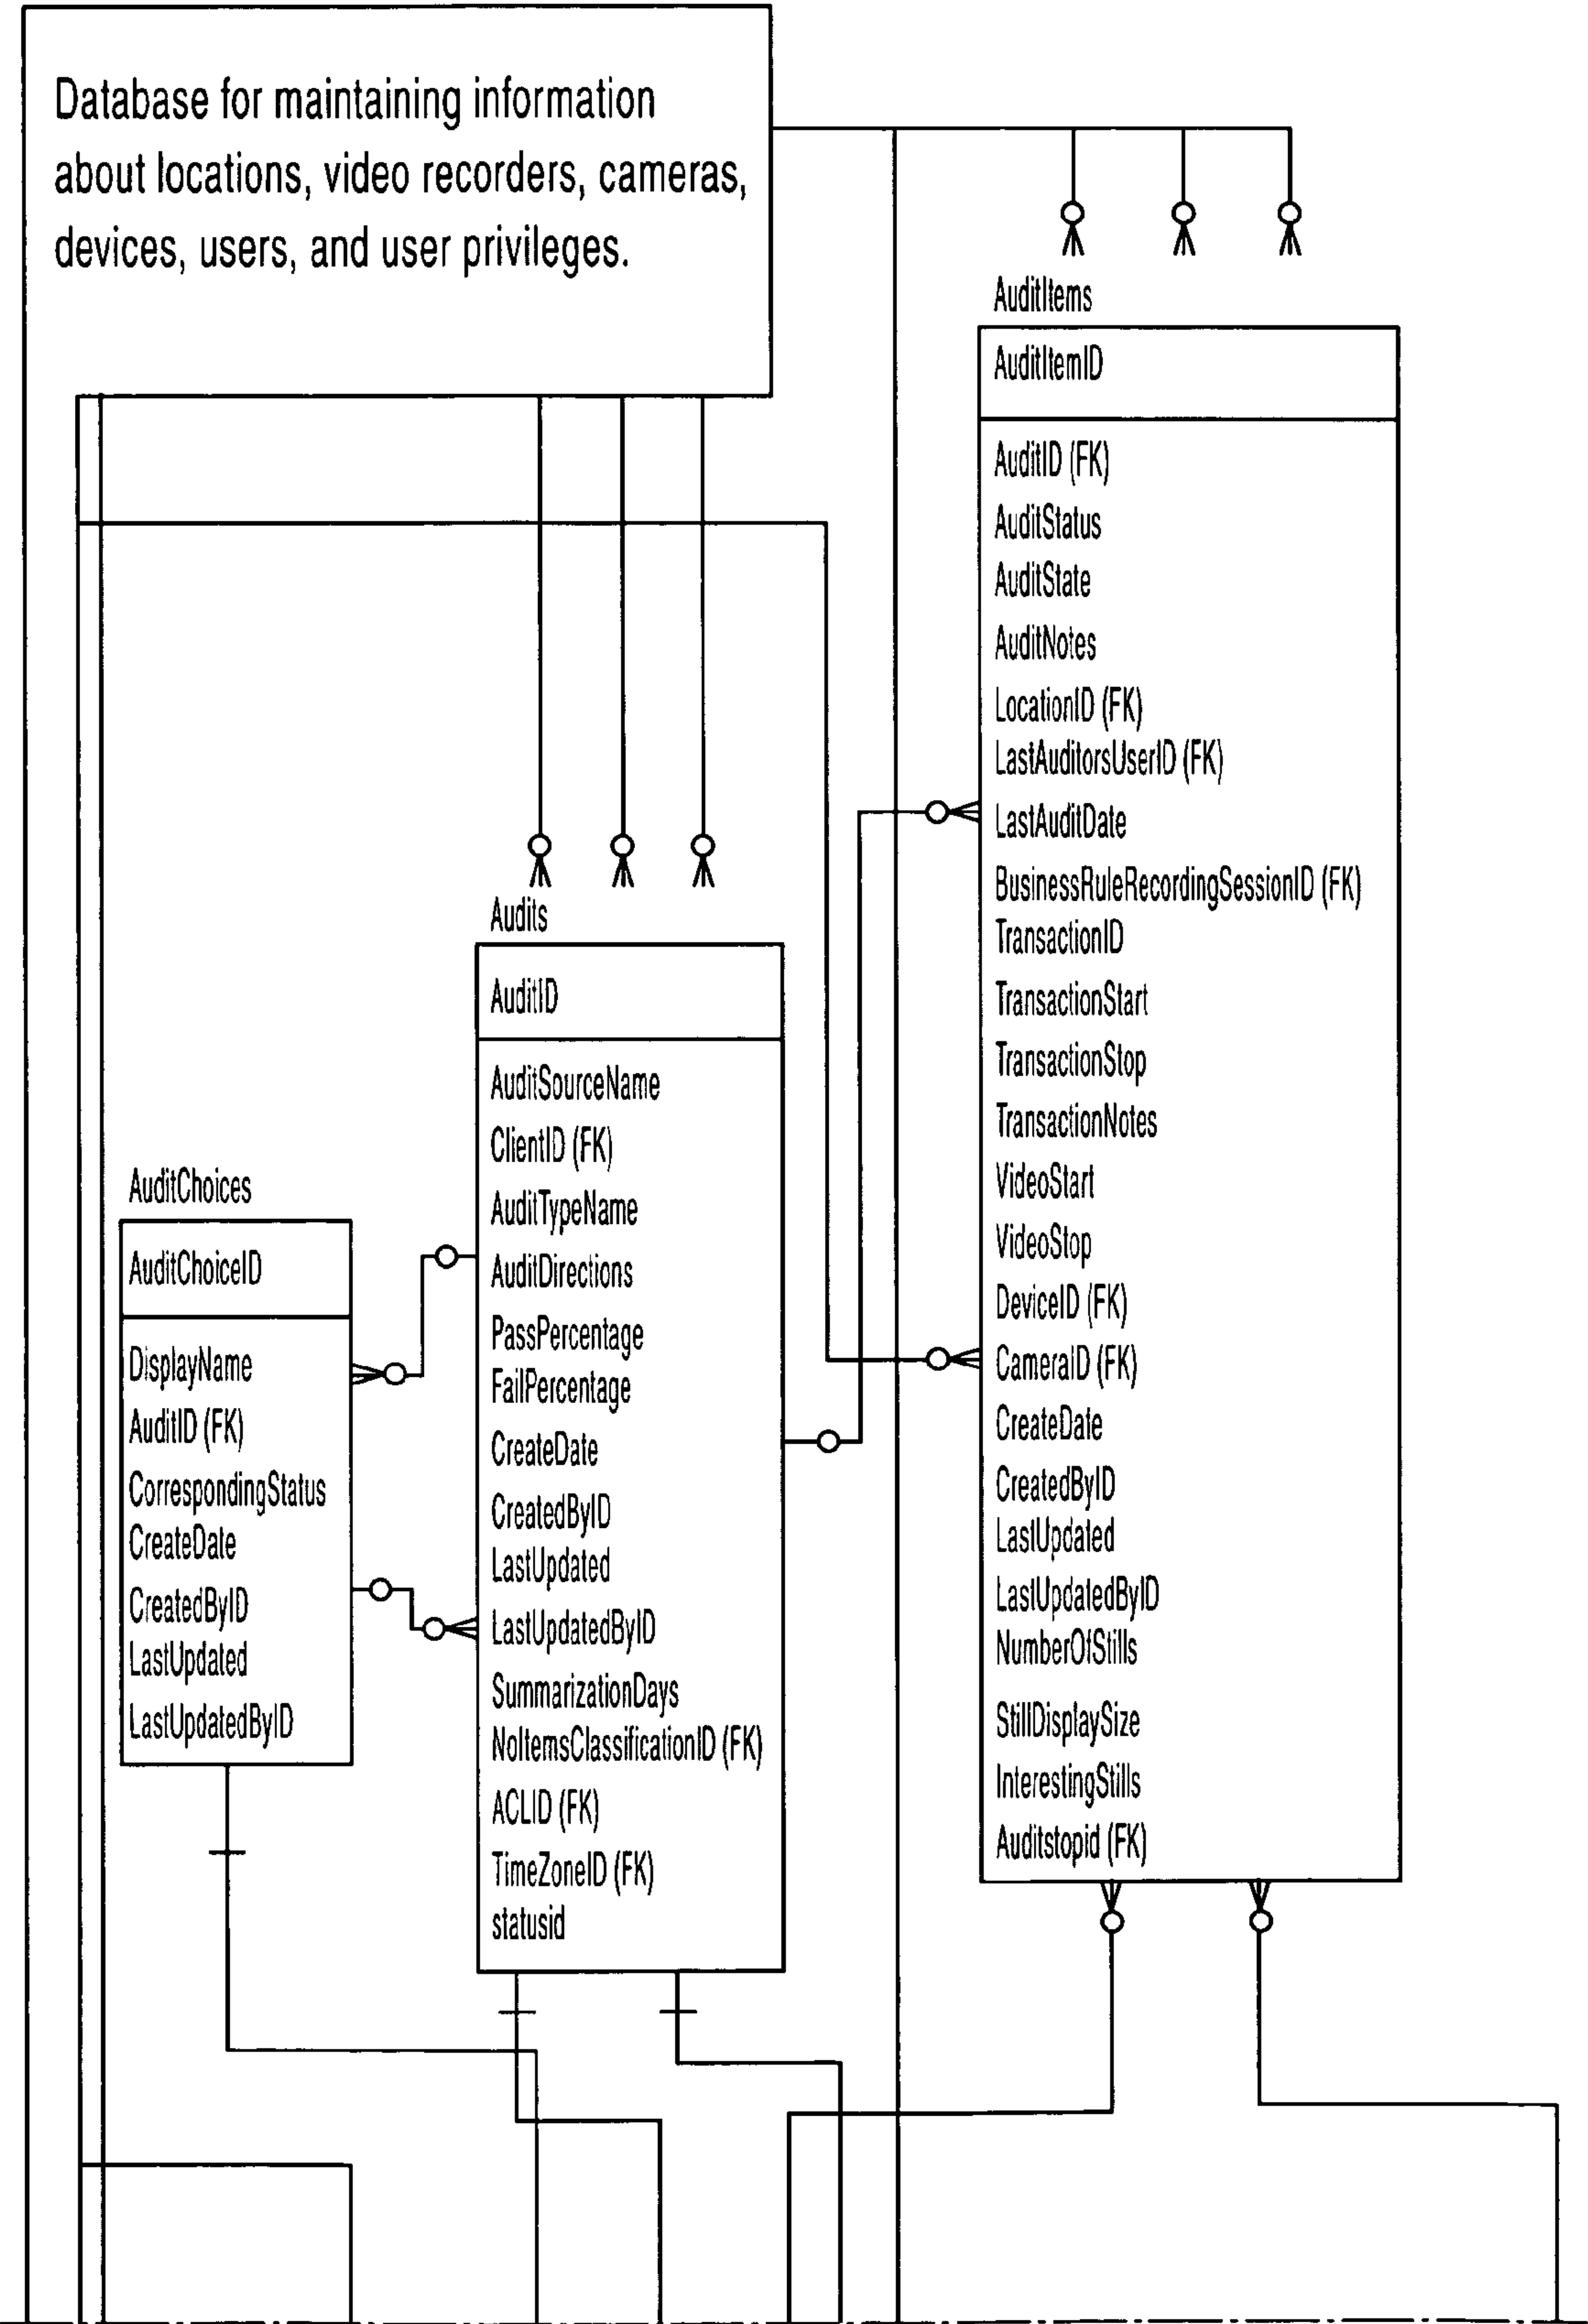 Database for maintaining information
about locations, video recorders, cameras,
devices, users, and user privileges.
AuditItems
AuditItemID
AuditID (FK)
AuditStatus
AuditState
AuditNotes
LocationID (FK)
LastAuditorsUserID (FK)
LastAuditDate
BusinessRuleRecordingSessionID (FK)
TransactionID
TransactionStart
TransactionStop
TransactionNotes
VideoStart
VideoStop
DeviceID (FK)
CameraID (FK)
CreateDate
CreatedByID
LastUpdated
LastUpdatedByID
NumberOfStills
StillDisplaySize
InterestingStills
Auditstopid (FK)
Audits
AuditID
AuditSourceName
ClientID (FK)
AuditTypeName
AuditDirections
PassPercentage
FailPercentage
CreateDate
CreatedByID
LastUpdated
LastUpdatedByID
SummarizationDays
NoItemsClassificationID (FK)
ACLID (FK)
TimeZoneID (FK)
statusid
AuditChoices
AuditChoiceID
DisplayName
AuditID (FK)
CorrespondingStatus
CreateDate
CreatedByID
LastUpdated
LastUpdatedByID